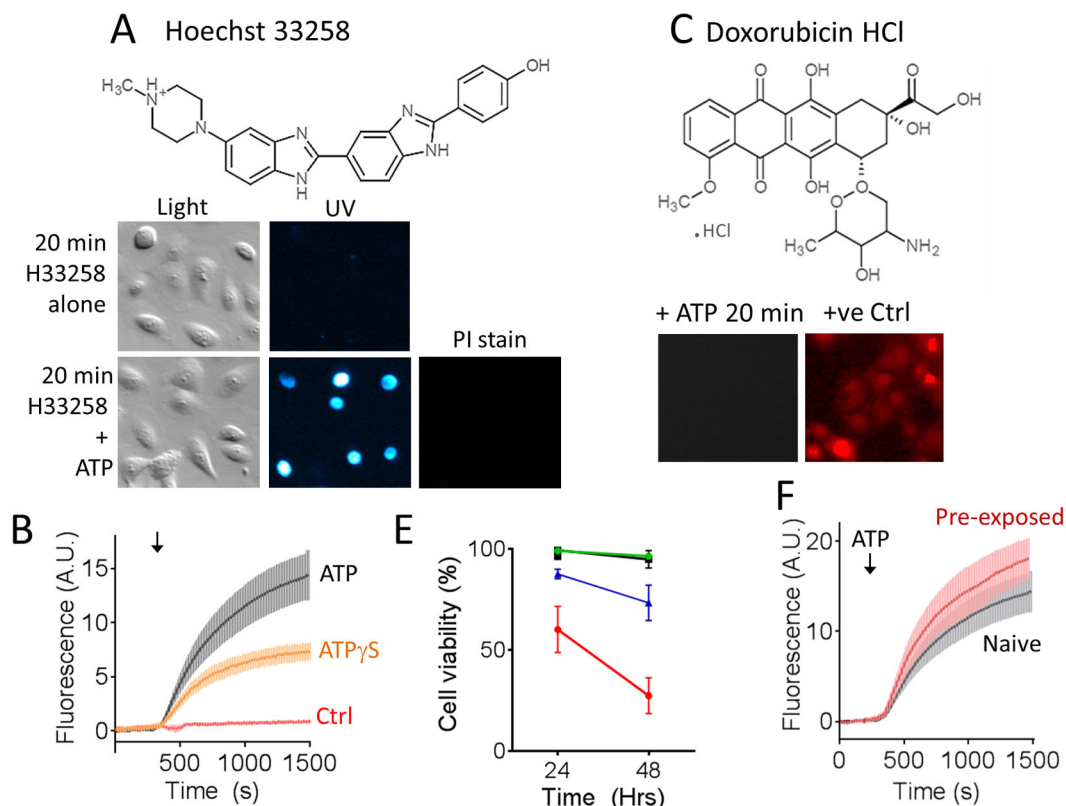 A Hoechst 33258
H₃C
H
N+
N
N
N
H
N
N
H
OH
Light UV
20 min
H33258
alone
20 min
H33258
+
ATP
PI stain
C Doxorubicin HCl
O OH O
OH
OH
O O OH O
H₃C
O
.HCl
H₃C
NH₂
OH
+ ATP 20 min +ve Ctrl
B
Fluorescence (A.U.)
15
10
5
0
ATP
ATPγS
Ctrl
500 1000 1500
Time (s)
E
Cell viability (%)
100
50
0
24 48
Time (Hrs)
F
Fluorescence (A.U.)
20
10
0
ATP
Pre-exposed
Naive
0 500 1000 1500
Time (s)